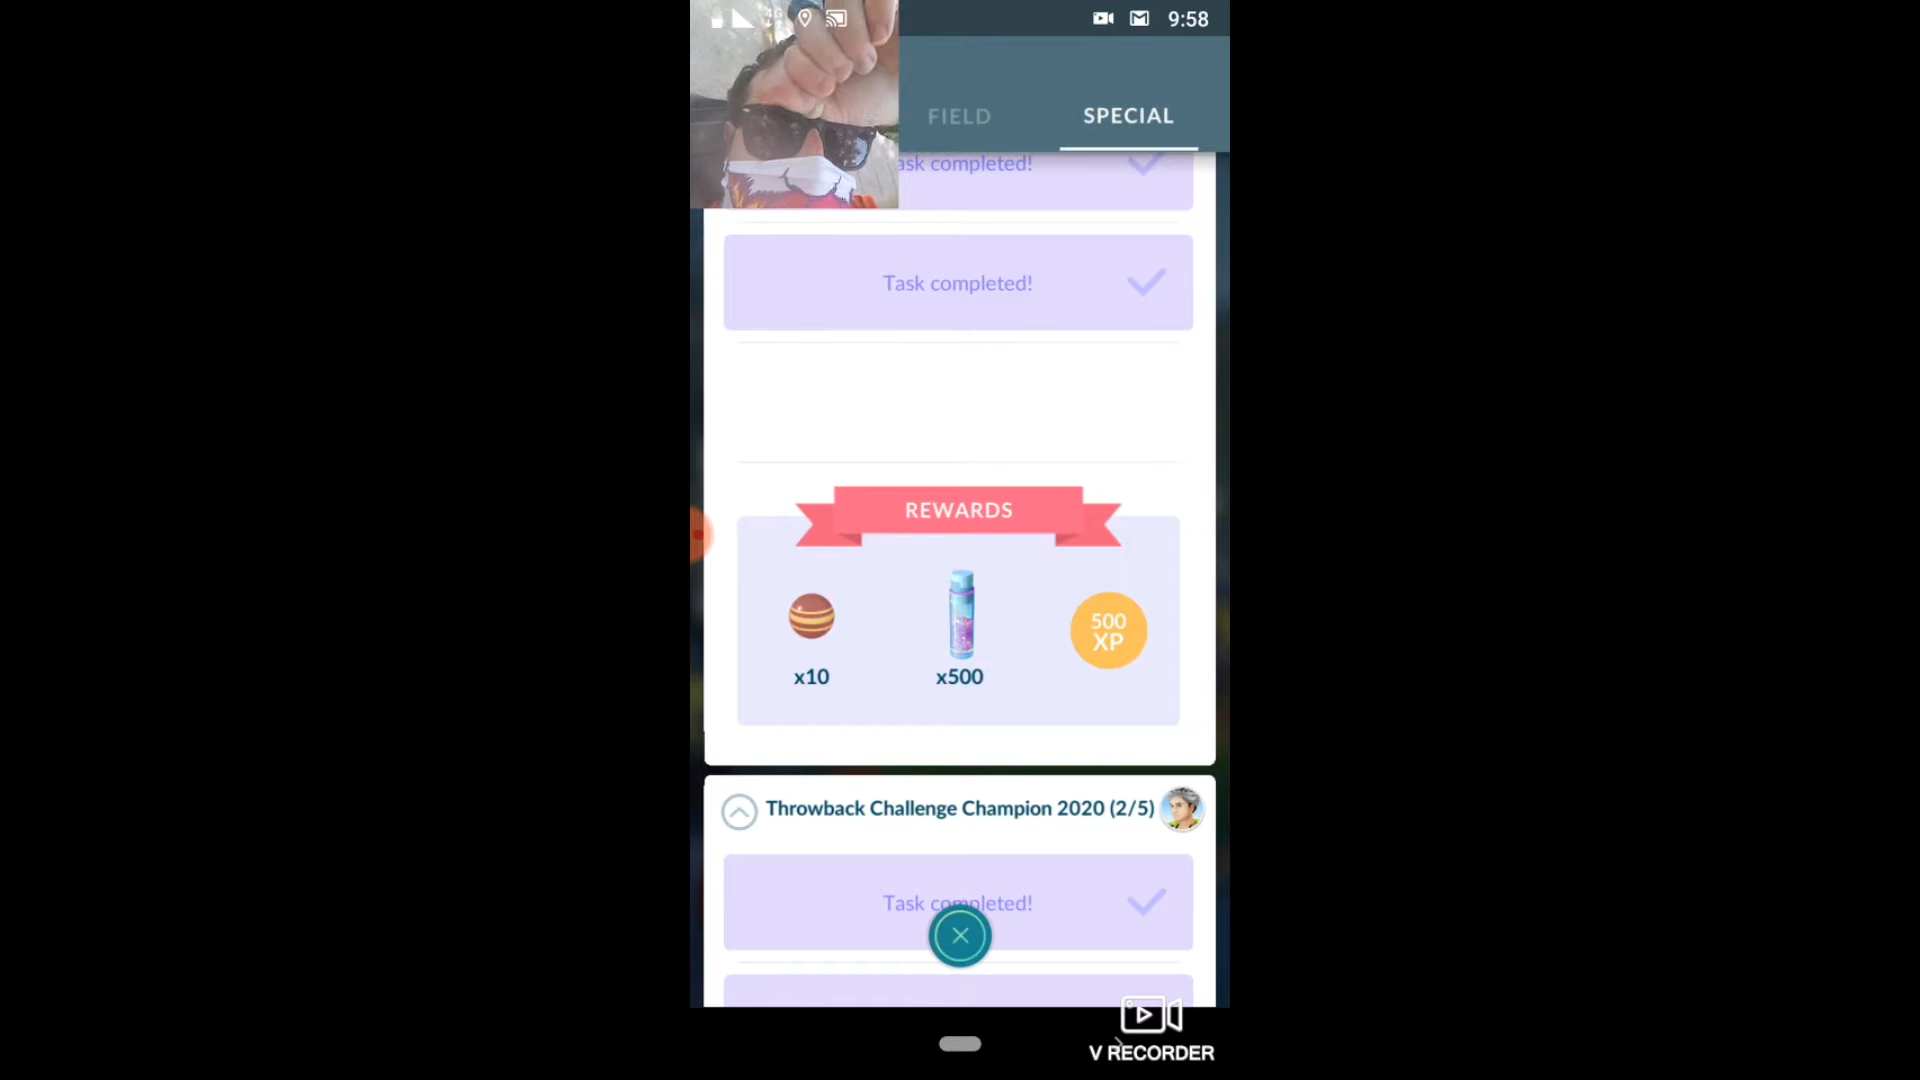 4G
9:58
FIELD
SPECIAL
ask completed!
Task completed!
REWARDS
500
XP
x10
x500
Throwback Challenge Champion 2020 (2/5)
Task completed!
V RECORDER